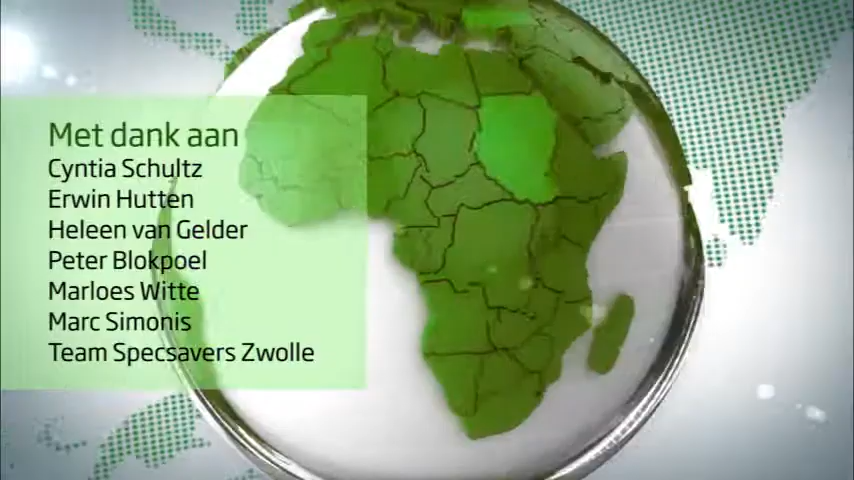 Met dank aan
Cyntia Schultz
Erwin Hutten
Heleen van Gelder
Peter Blokpoel
Marloes Witte
Marc Simonis
Team Specsavers Zwolle